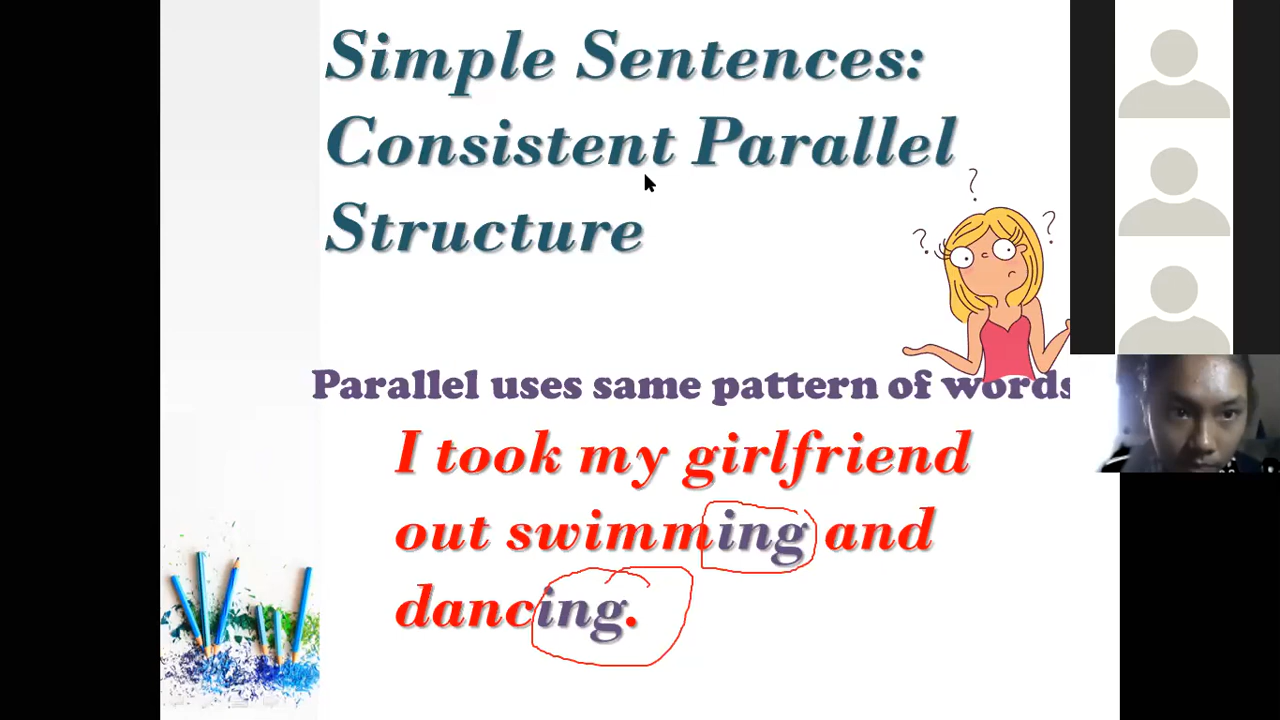 Simple Sentences:
Consistent Parallel
Structure
? ? ?
Parallel uses same pattern of words
I took my girlfriend
out swimming and
dancing.